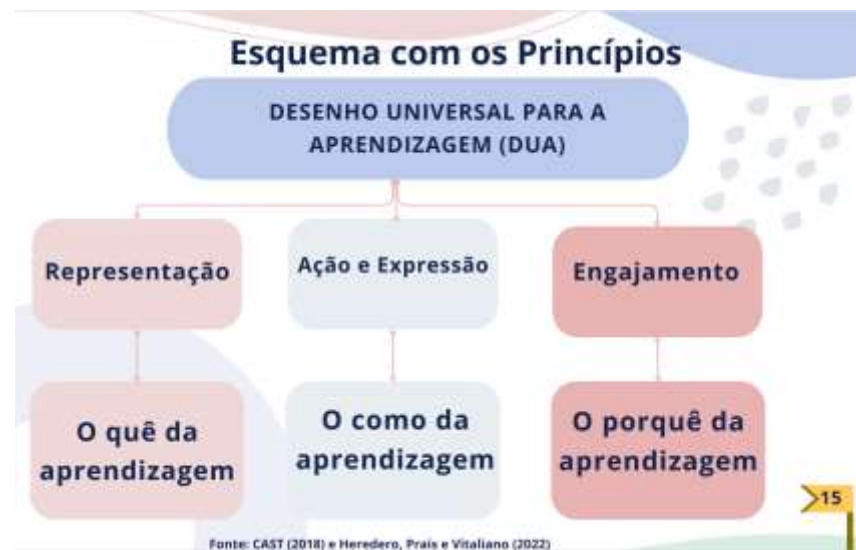 Esquema com os Princípios
DESENHO UNIVERSAL PARA A
APRENDIZAGEM (DUA)
Representação
Ação e Expressão
Engajamento
O quê da
aprendizagem
O como da
aprendizagem
O porquê da
aprendizagem
15
Fonte: CAST (2018) e Heredero, Prais e Vitaliano (2022)